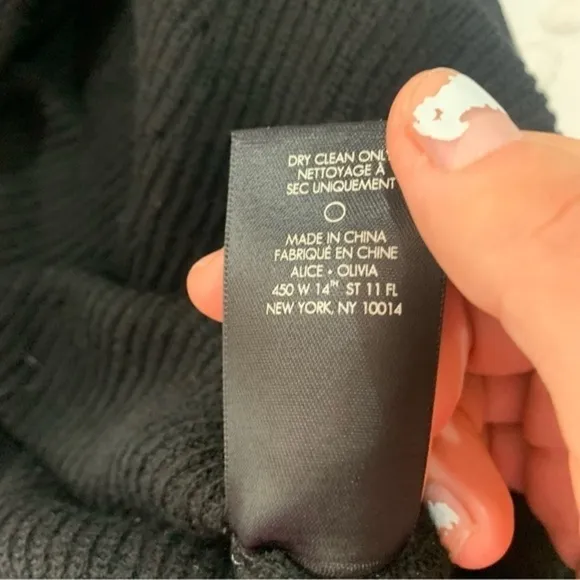 DRY CLEAN ONLY
NETTOYAGE À
SEC UNIQUEMENT
MADE IN CHINA
FABRIQUÉ EN CHINE
ALICE • OLIVIA
450 W 14TH ST 11 FL
NEW YORK, NY 10014